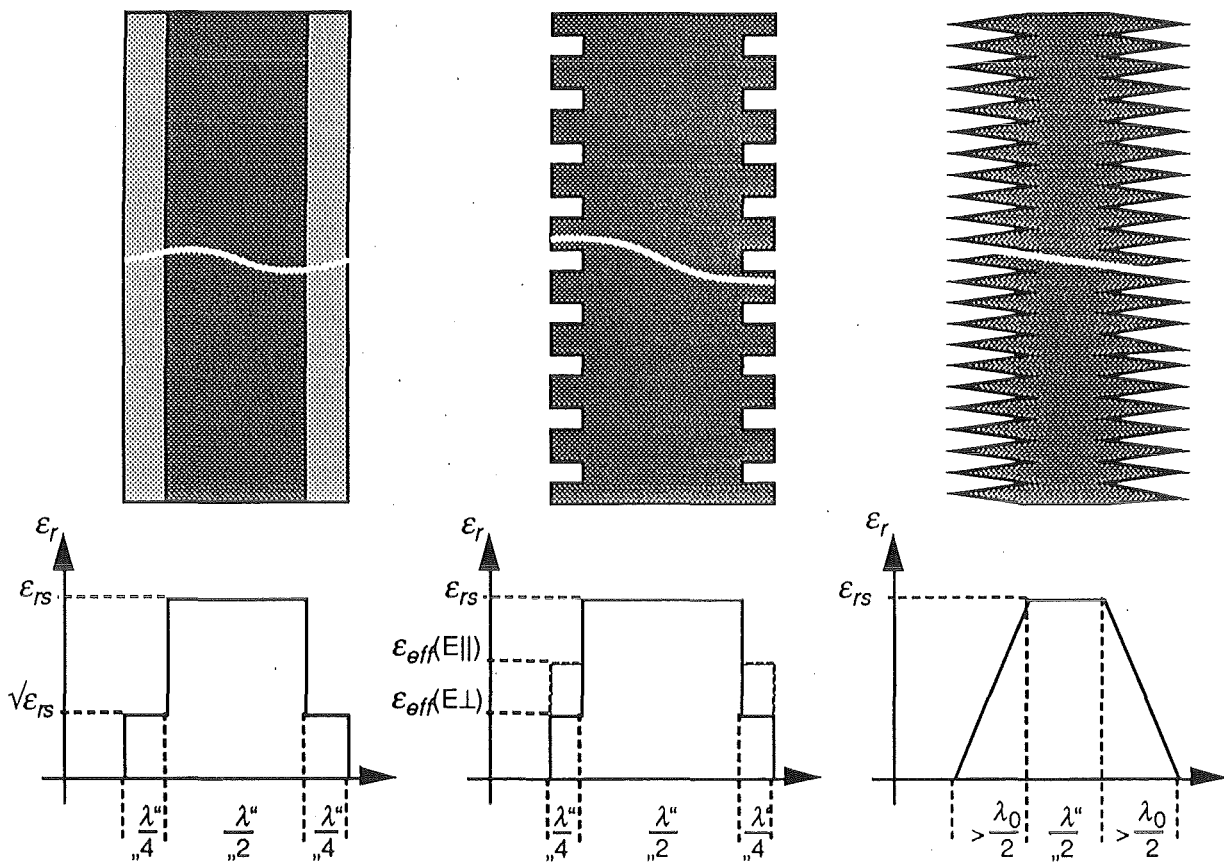 εr
εrs
√εrs
„λ/4“ „λ/2“ „λ/4“
εr
εrs
εeff(E||)
εeff(E⊥)
„λ/4“ „λ/2“ „λ/4“
εr
εrs
> λ0/2 „λ/2“ > λ0/2